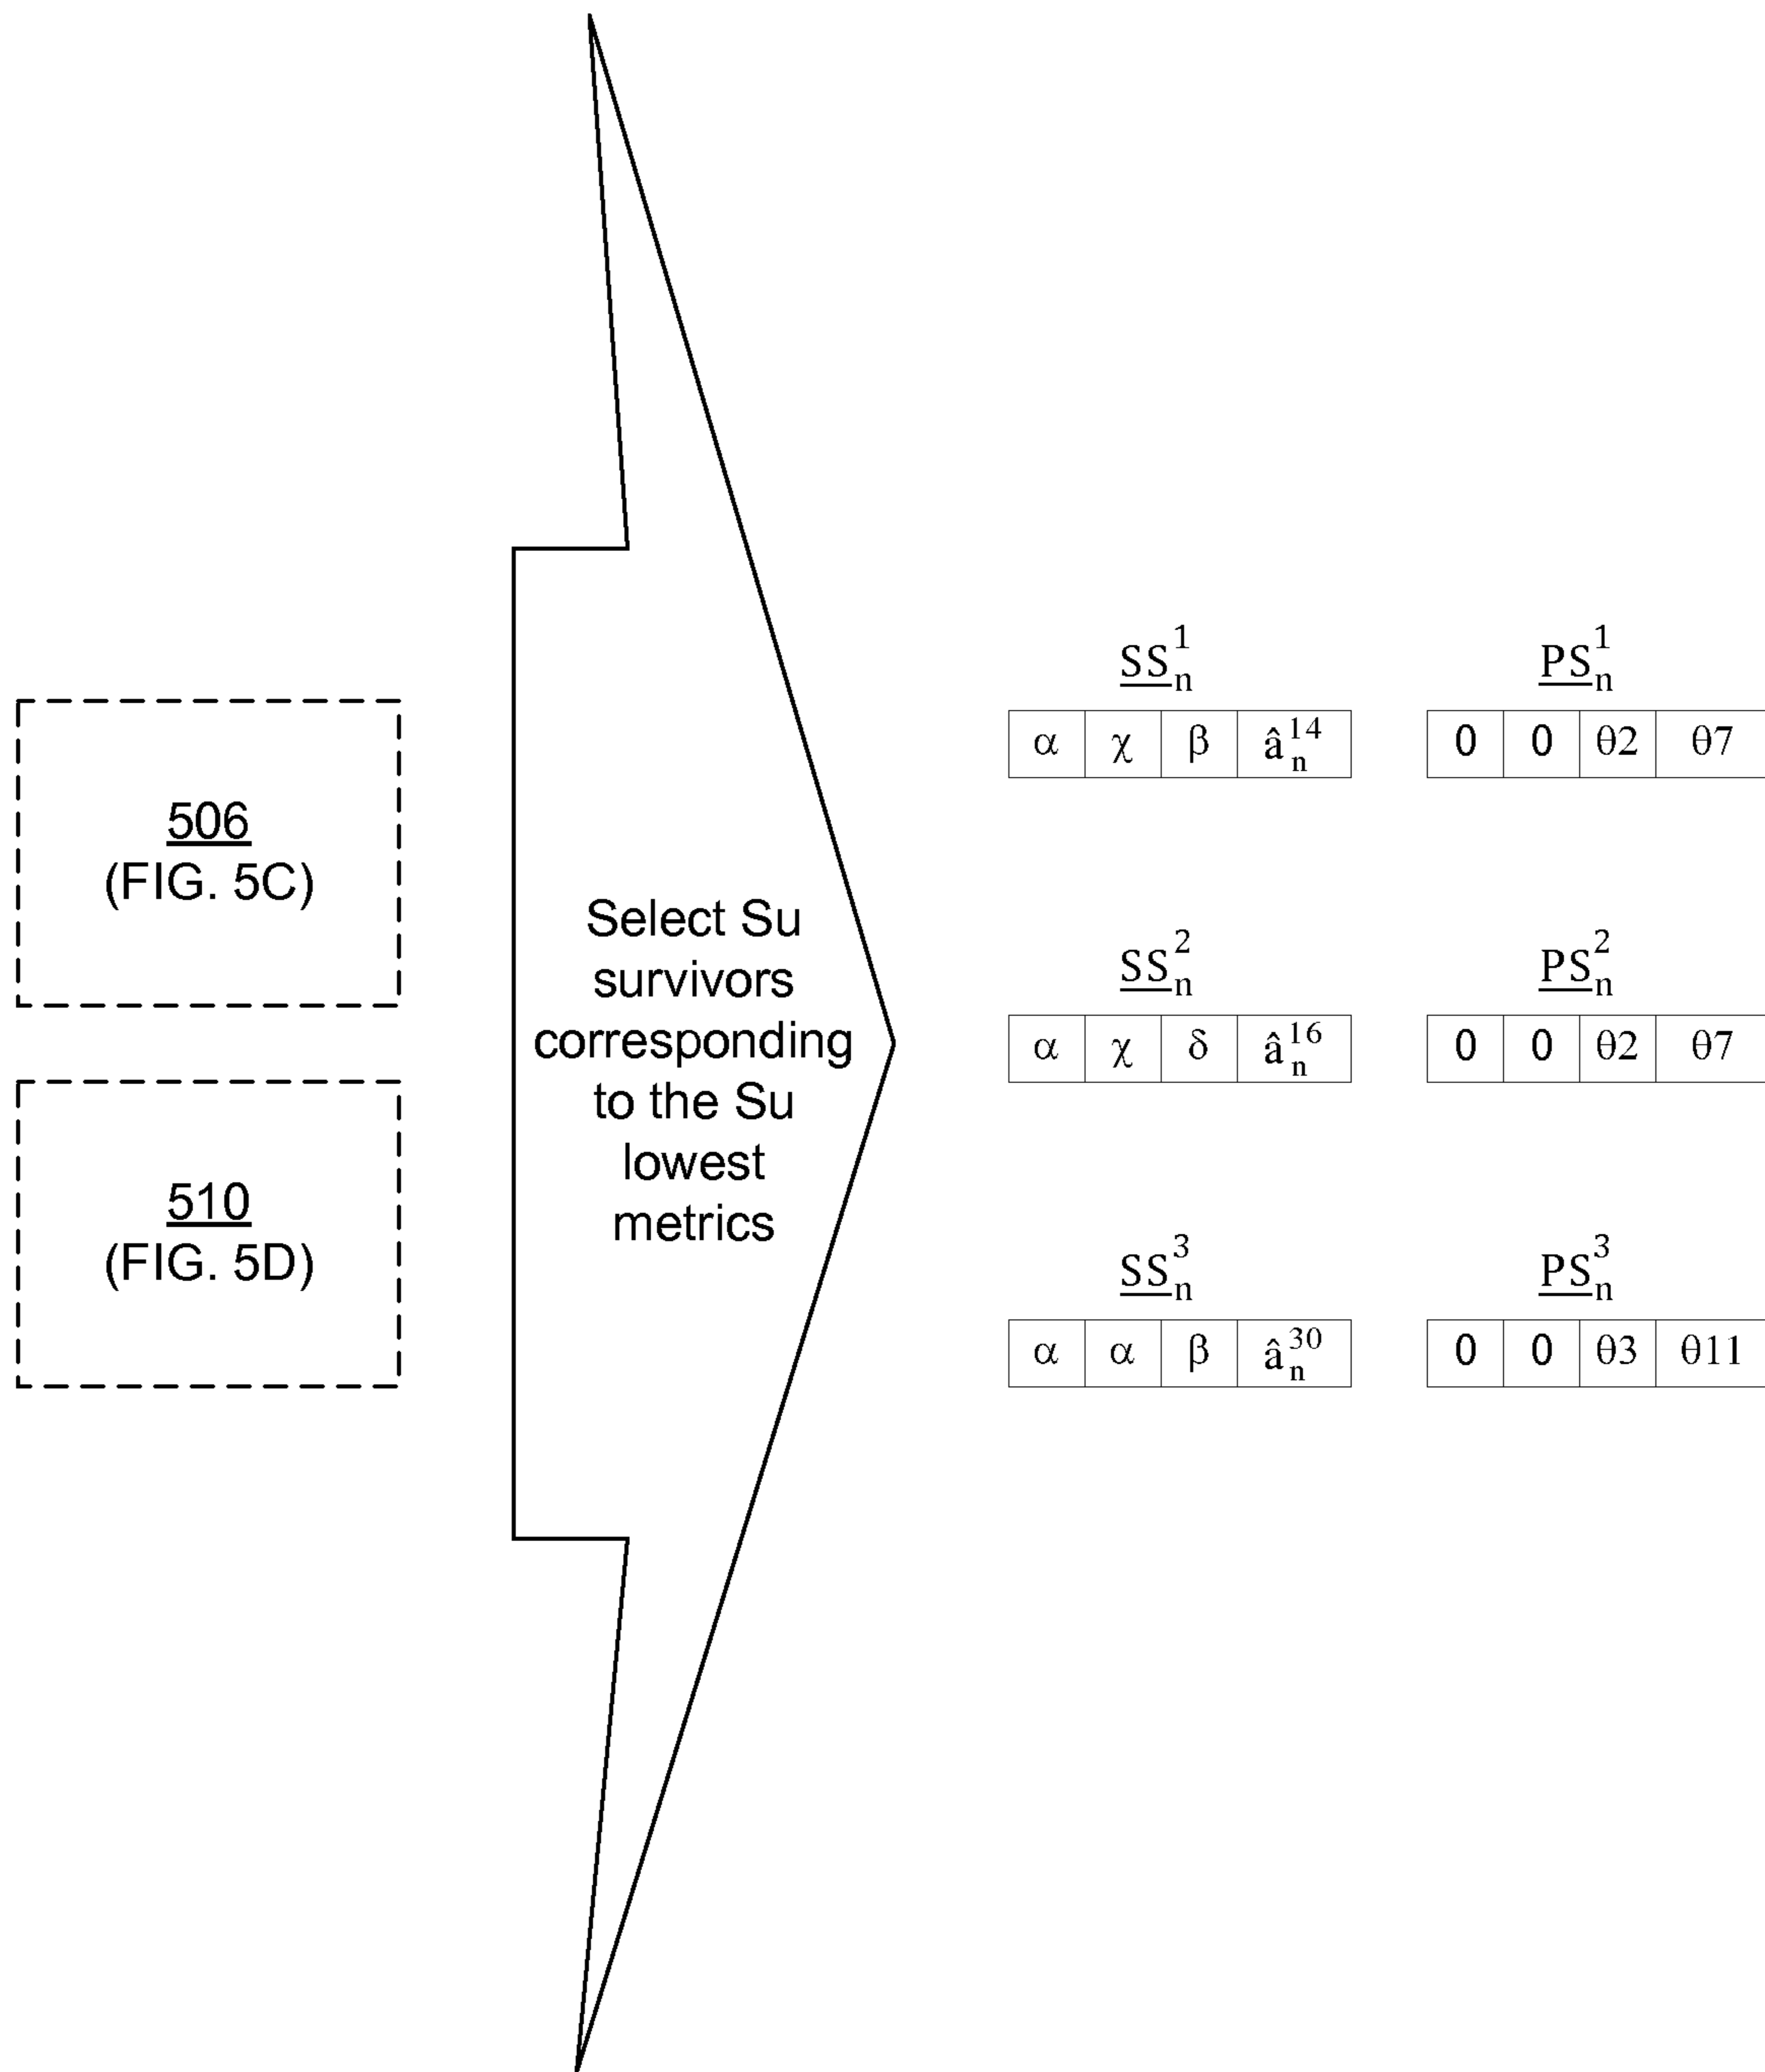 506
(FIG. 5C)
510
(FIG. 5D)
Select Su
survivors
corresponding
to the Su
lowest
metrics
SS_n^1 PS_n^1
α χ β â_n^14 0 0 θ2 θ7
SS_n^2 PS_n^2
α χ δ â_n^16 0 0 θ2 θ7
SS_n^3 PS_n^3
α α β â_n^30 0 0 θ3 θ11